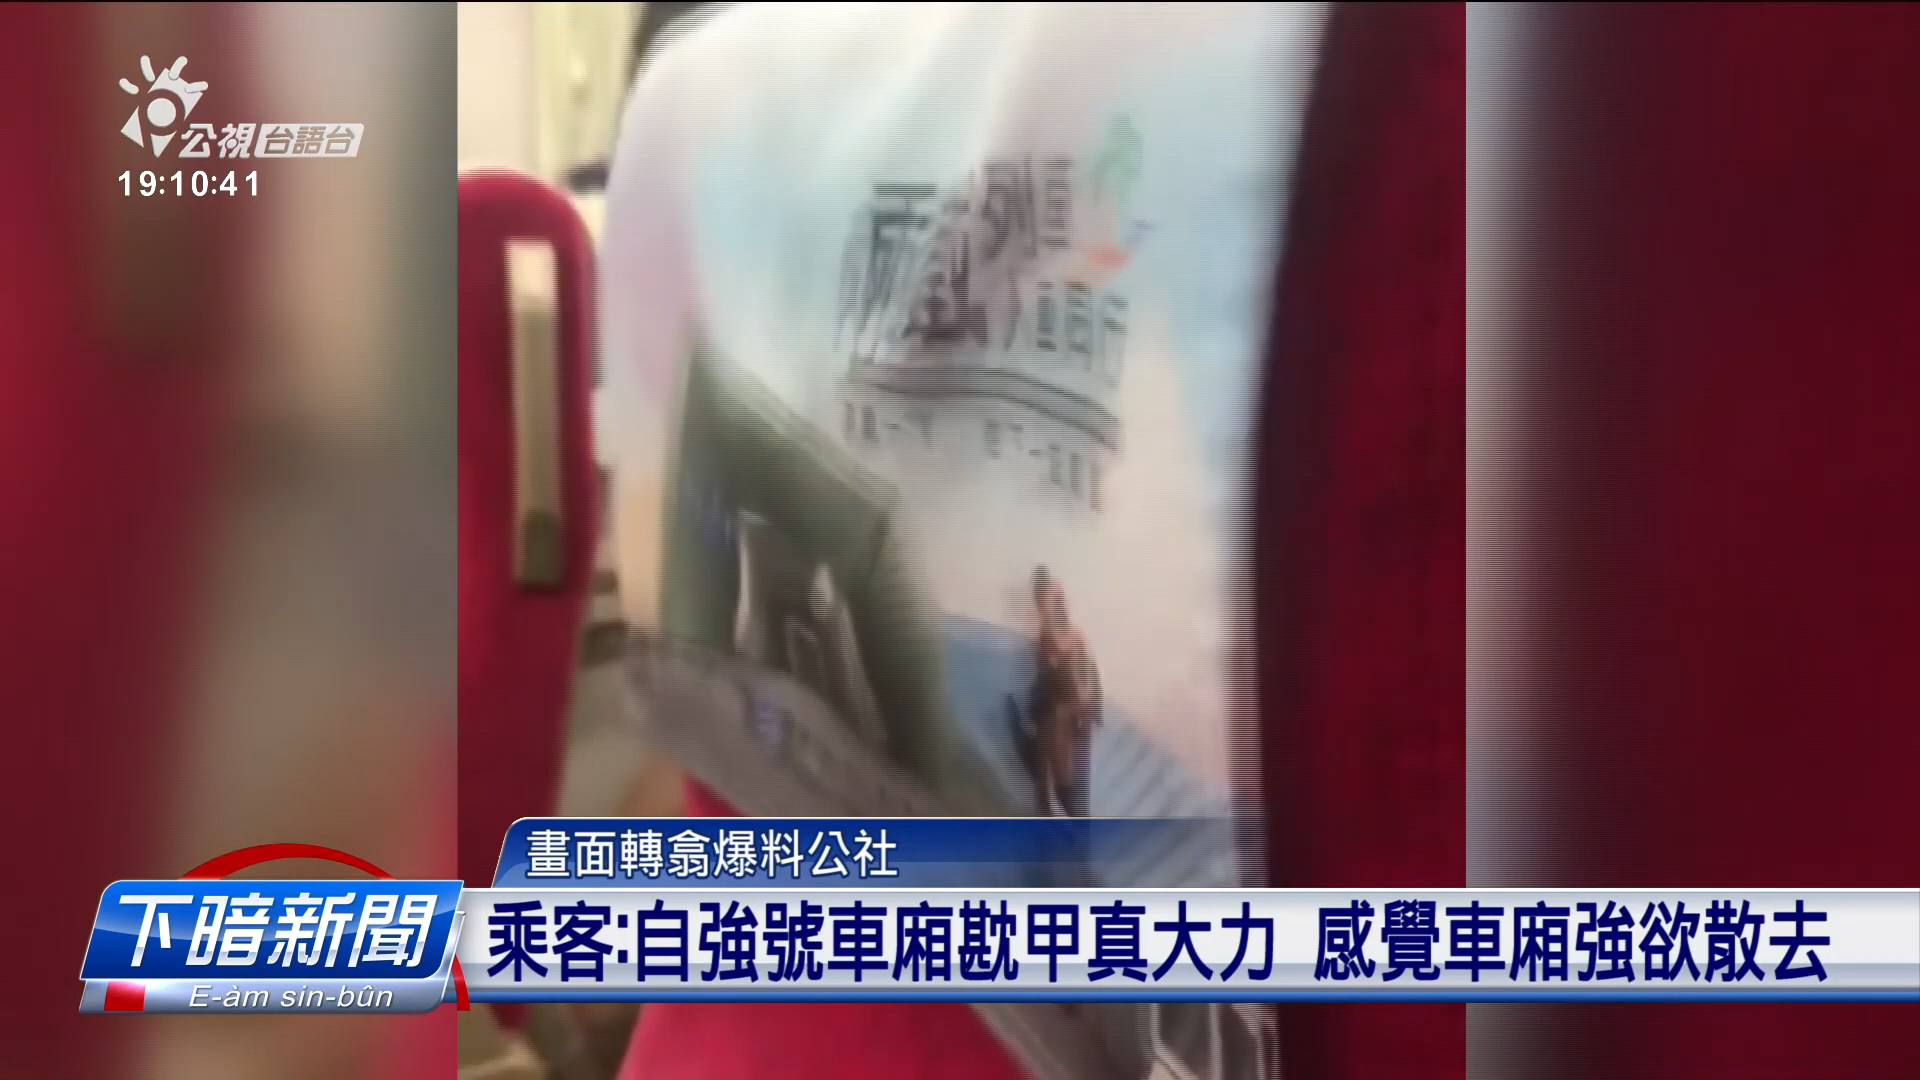 公視台語台
19:10:41
畫面轉翕爆料公社
下暗新聞
E-àm sin-bûn
乘客:自強號車廂戡甲真大力 感覺車廂強欲散去